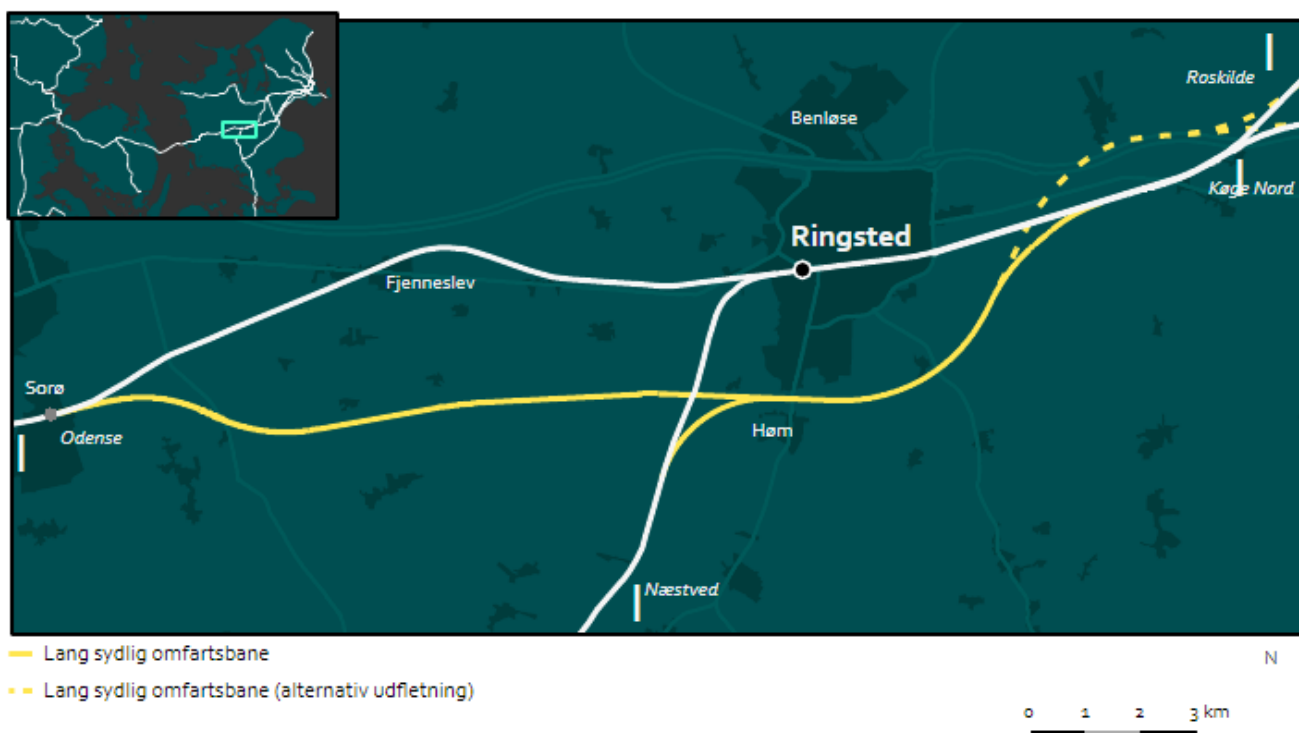 Roskilde
Benløse
Køge Nord
Ringsted
Fjenneslev
Sorø
Odense
Høm
Næstved
Lang sydlig omfartsbane
N
Lang sydlig omfartsbane (alternativ udfletning)
0 1 2 3 km